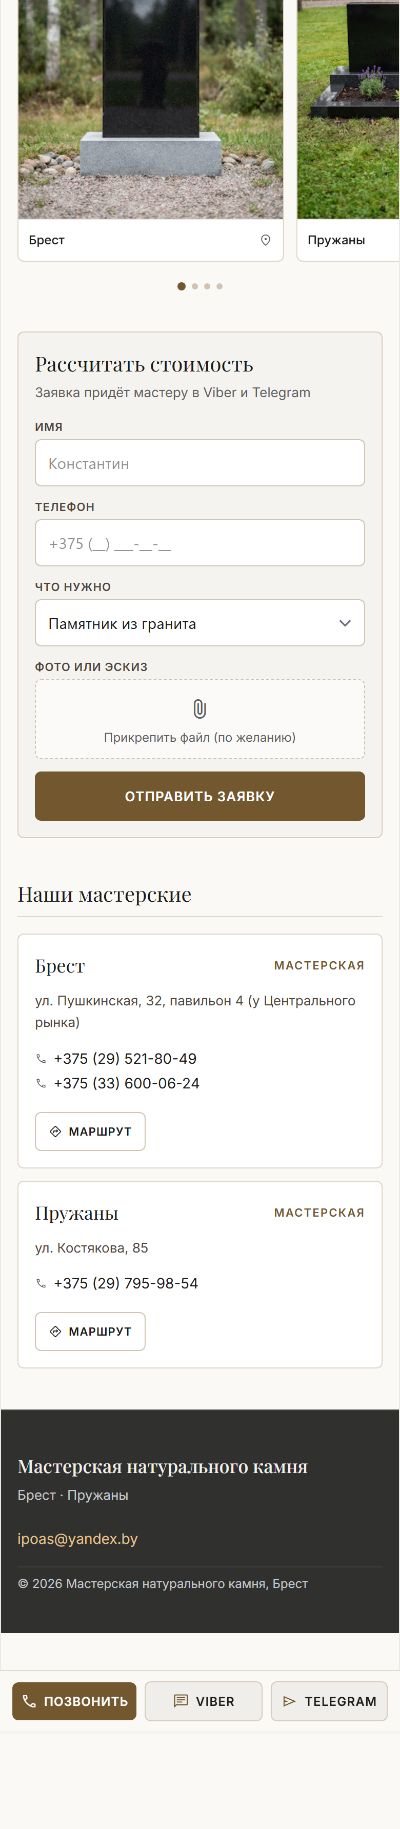 Брест
Пружаны
Рассчитать стоимость
Заявка придёт мастеру в Viber и Telegram
ИМЯ
Константин
ТЕЛЕФОН
+375 (__) ___-__-__
ЧТО НУЖНО
Памятник из гранита
ФОТО ИЛИ ЭСКИЗ
Прикрепить файл (по желанию)
ОТПРАВИТЬ ЗАЯВКУ
Наши мастерские
Брест
МАСТЕРСКАЯ
ул. Пушкинская, 32, павильон 4 (у Центрального
рынка)
+375 (29) 521-80-49
+375 (33) 600-06-24
МАРШРУТ
Пружаны
МАСТЕРСКАЯ
ул. Костякова, 85
+375 (29) 795-98-54
МАРШРУТ
Мастерская натурального камня
Брест · Пружаны
ipoas@yandex.by
© 2026 Мастерская натурального камня, Брест
ПОЗВОНИТЬ
VIBER
TELEGRAM